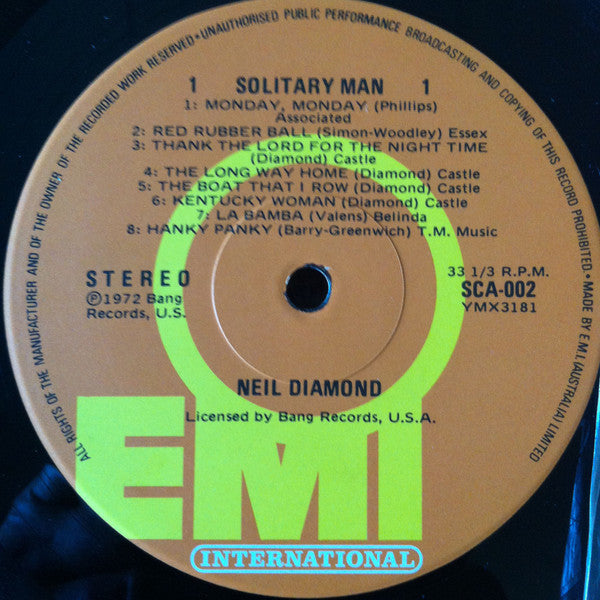 ALL RIGHTS OF THE MANUFACTURER AND OF THE OWNER OF THE RECORDED WORK RESERVED • UNAUTHORISED PUBLIC PERFORMANCE BROADCASTING AND COPYING OF THIS RECORD PROHIBITED. • MADE BY E.M.I. (AUSTRALIA) LIMITED
1 SOLITARY MAN 1
1: MONDAY, MONDAY (Phillips)
Associated
2: RED RUBBER BALL (Simon-Woodley) Essex
3: THANK THE LORD FOR THE NIGHT TIME
(Diamond) Castle
4: THE LONG WAY HOME (Diamond) Castle
5: THE BOAT THAT I ROW (Diamond) Castle
6: KENTUCKY WOMAN (Diamond) Castle
7: LA BAMBA (Valens) Belinda
8: HANKY PANKY (Barry-Greenwich) T.M. Music
STEREO
Ⓟ1972 Bang
Records, U.S.
33 1/3 R.P.M.
SCA-002
YMX3181
NEIL DIAMOND
Licensed by Bang Records, U.S.A.
EMI
INTERNATIONAL